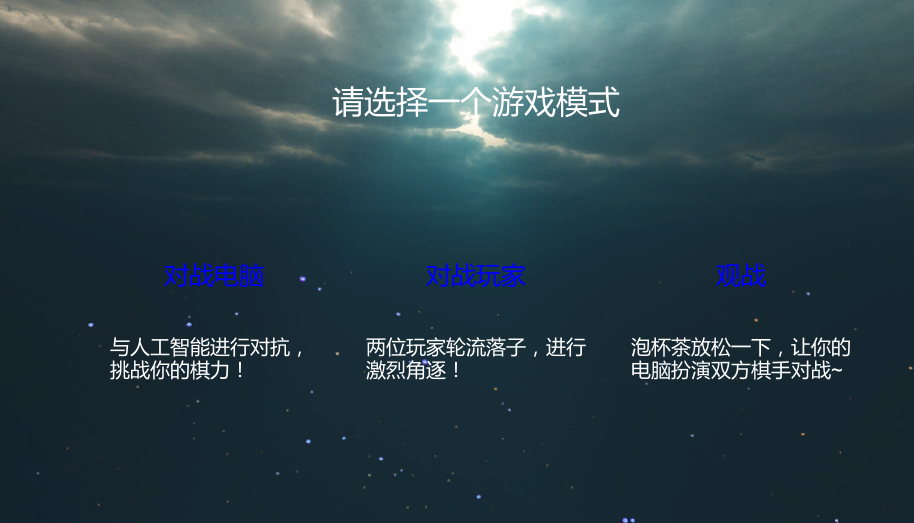 请选择一个游戏模式
对战电脑
对战玩家
观战
与人工智能进行对抗，
挑战你的棋力！
两位玩家轮流落子，进行
激烈角逐！
泡杯茶放松一下，让你的
电脑扮演双方棋手对战~